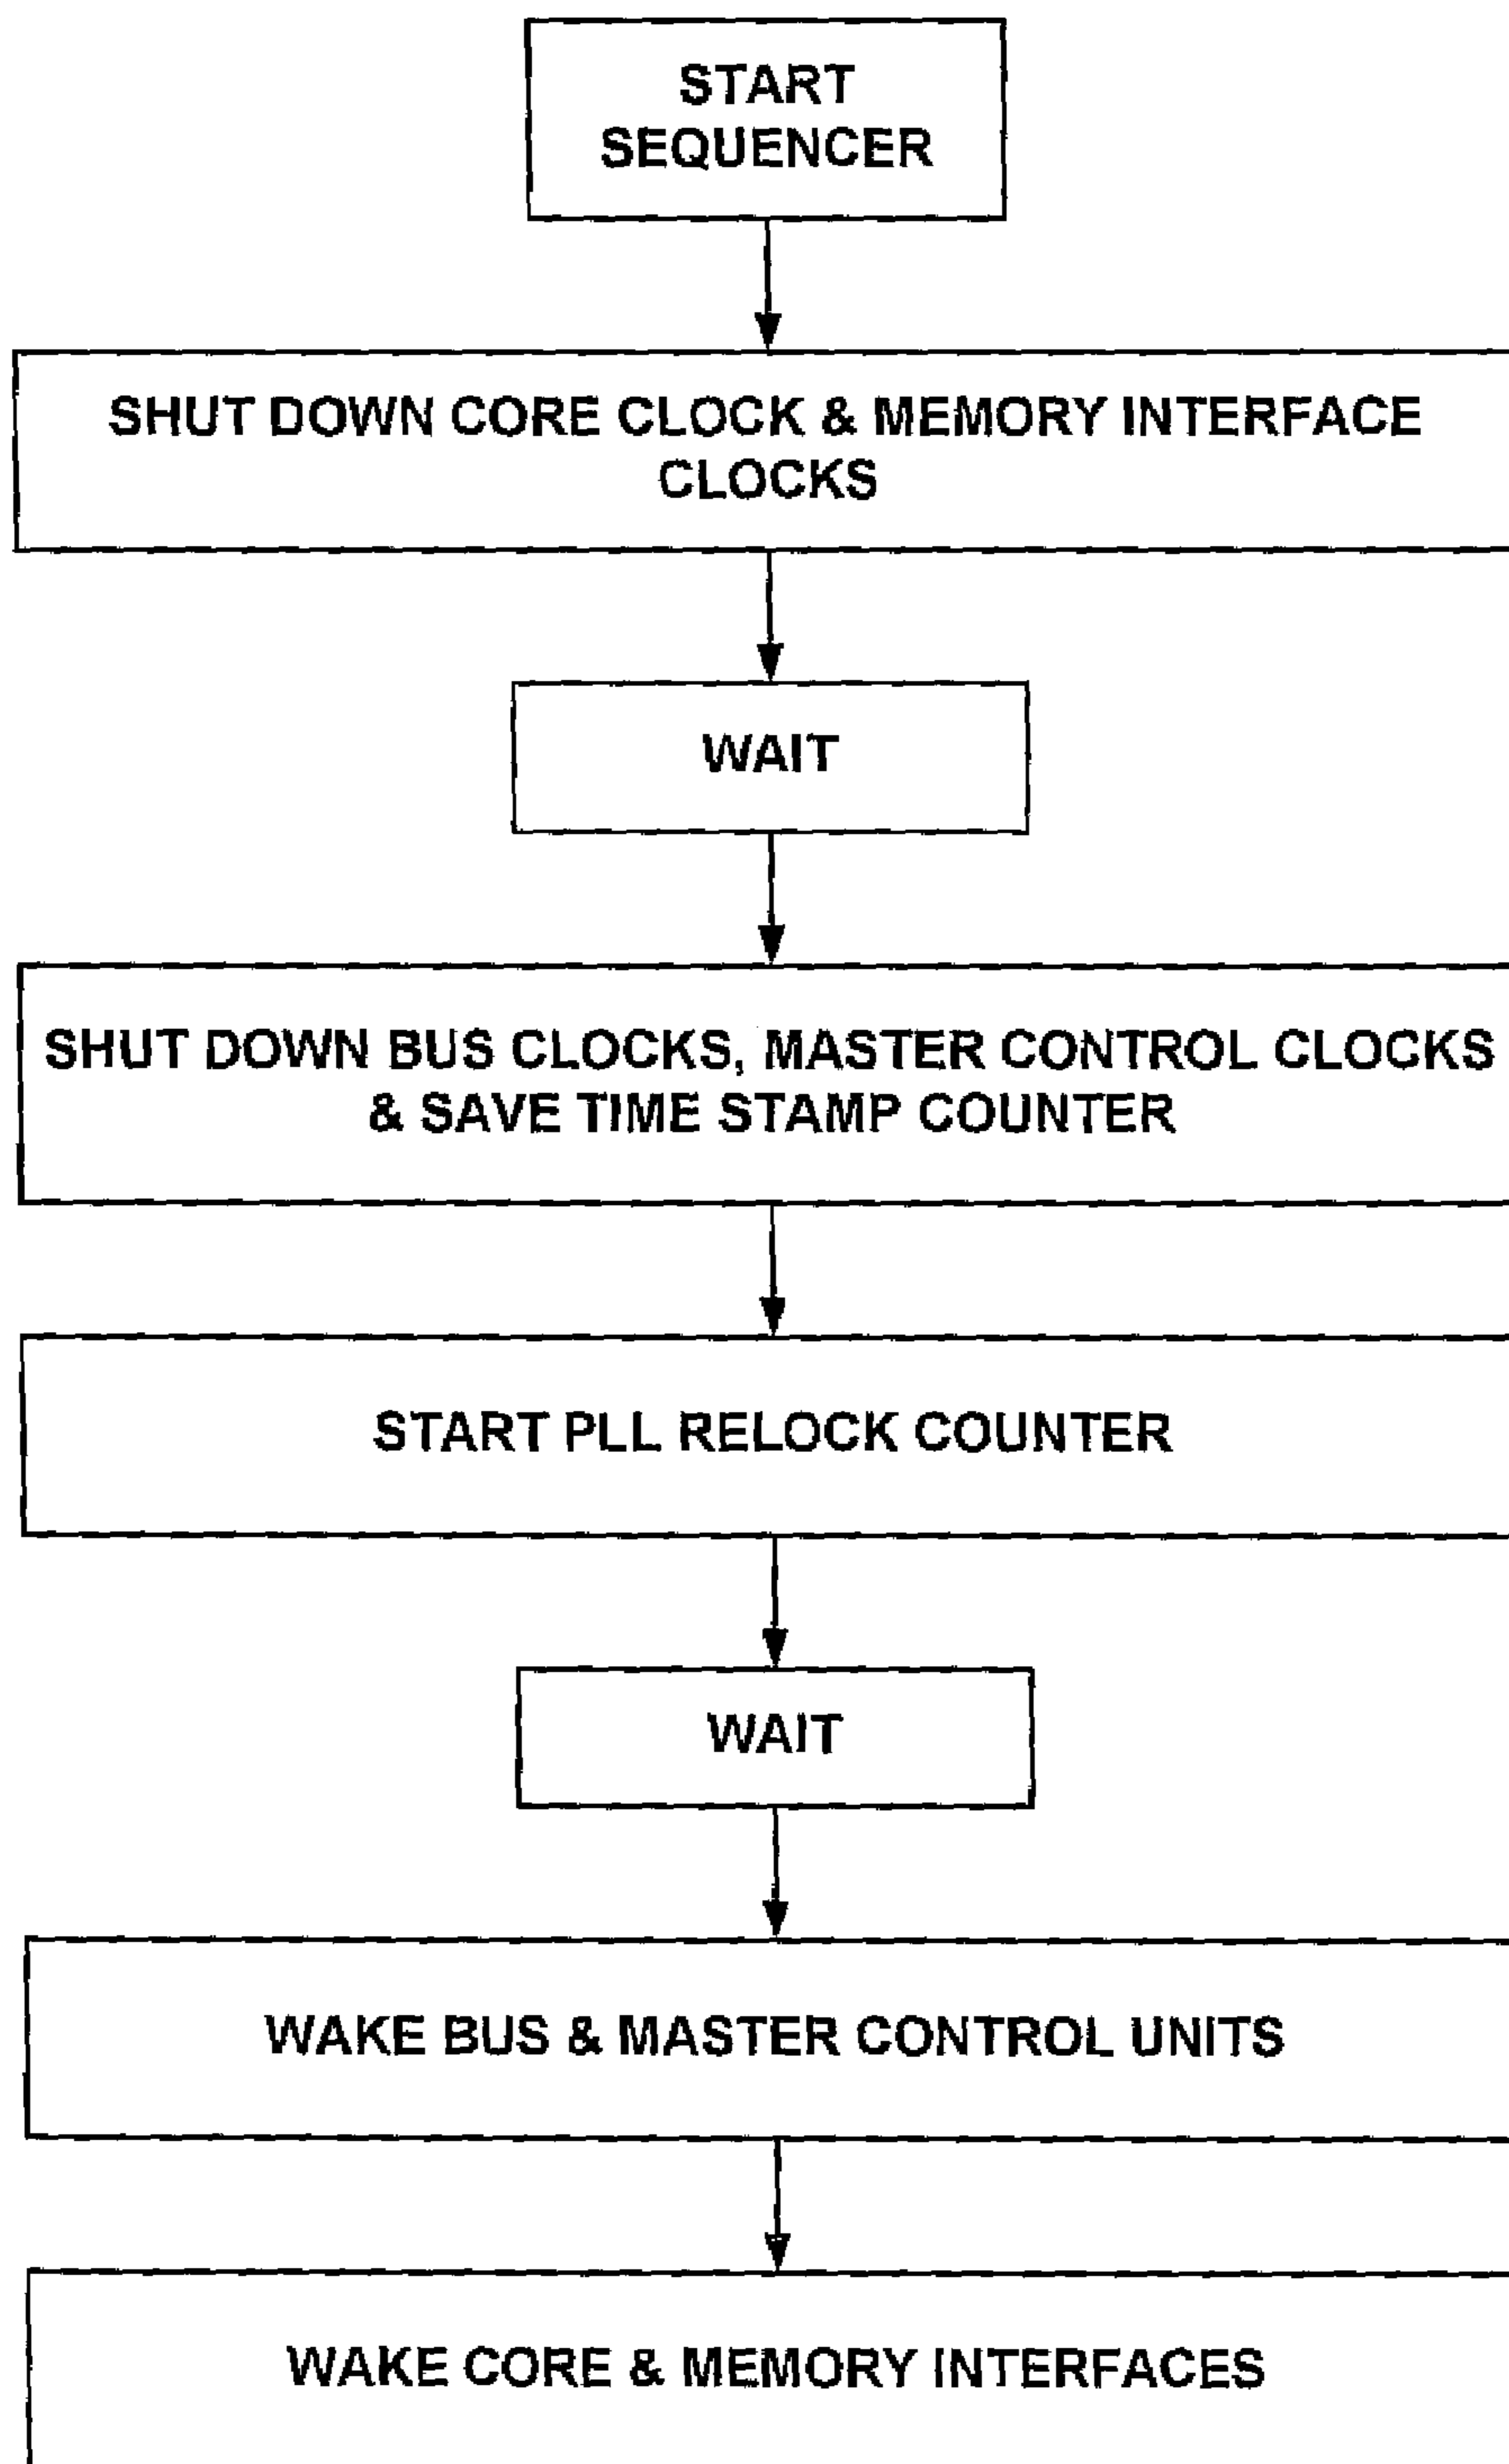 START
SEQUENCER
SHUT DOWN CORE CLOCK & MEMORY INTERFACE
CLOCKS
WAIT
SHUT DOWN BUS CLOCKS, MASTER CONTROL CLOCKS
& SAVE TIME STAMP COUNTER
START PLL RELOCK COUNTER
WAIT
WAKE BUS & MASTER CONTROL UNITS
WAKE CORE & MEMORY INTERFACES